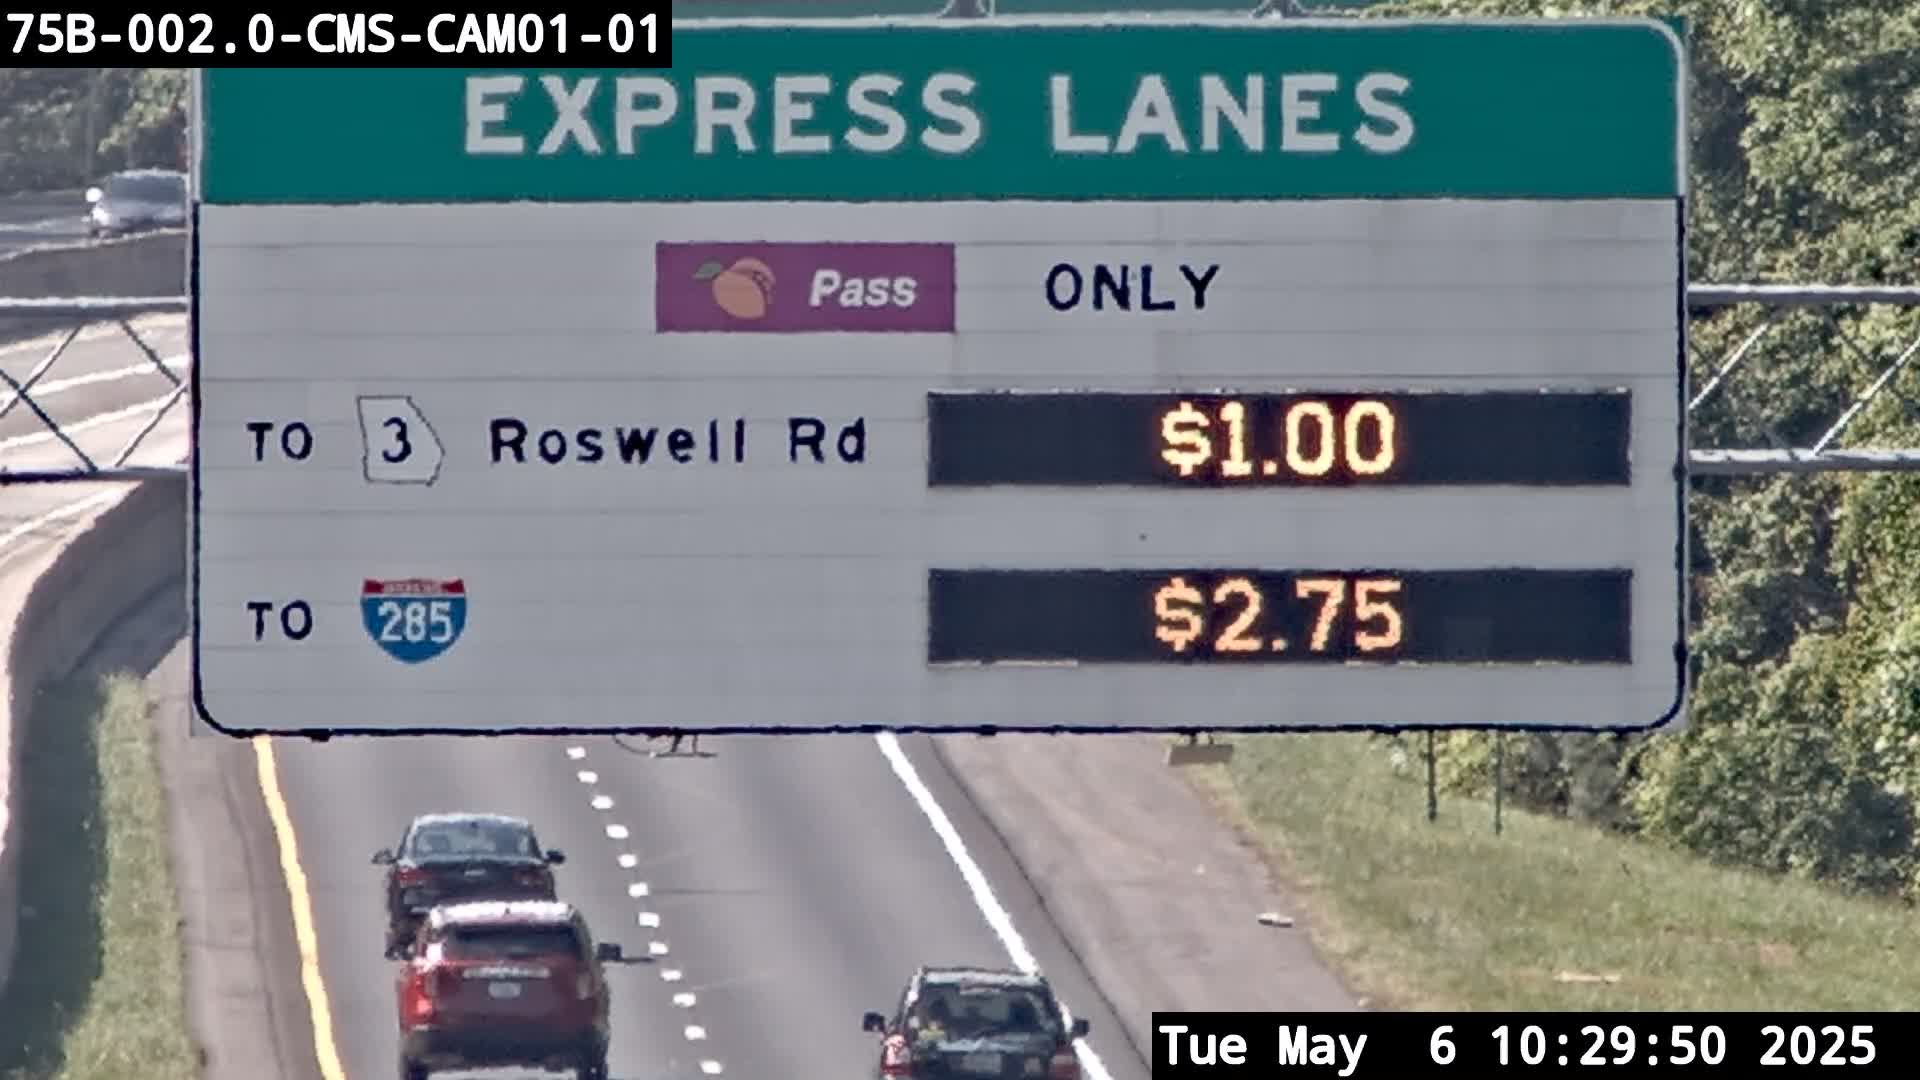 75B-002.0-CMS-CAM01-01
EXPRESS LANES
Pass ONLY
TO 3 Roswell Rd $1.00
TO 285 $2.75
Tue May 6 10:29:50 2025